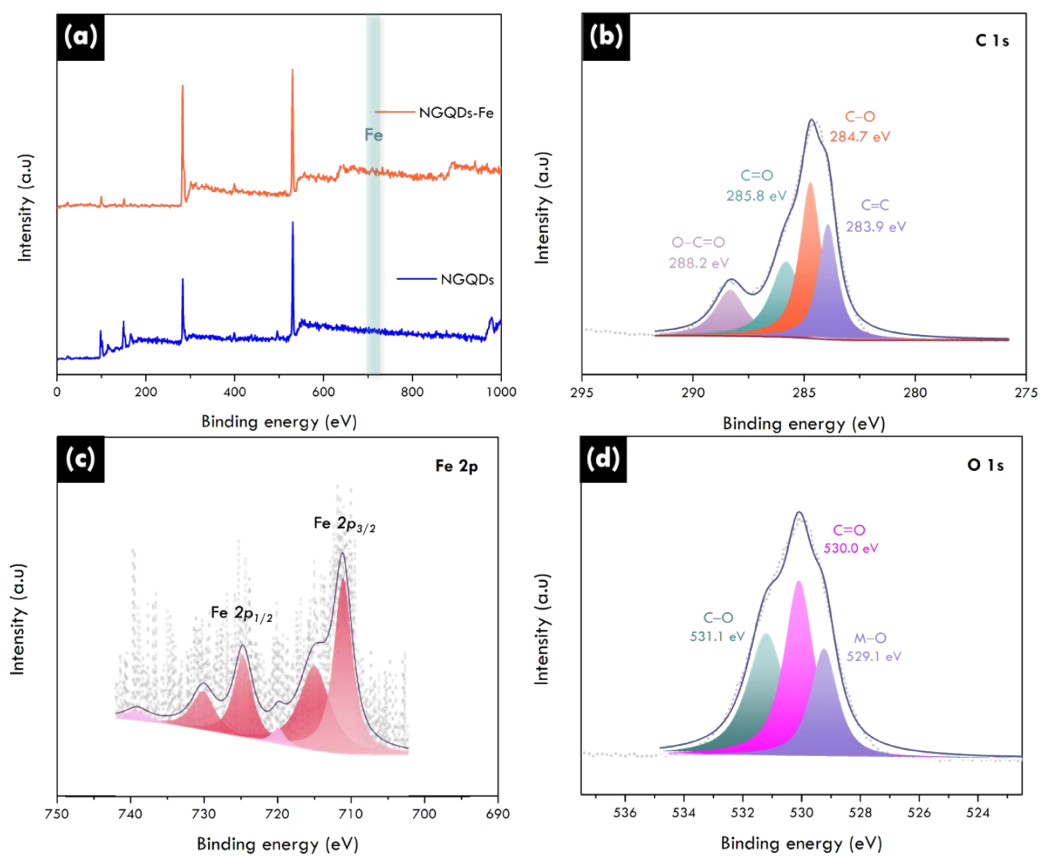 (a)
NGQDs-Fe
Fe
NGQDs
Intensity (a.u)
0 200 400 600 800 1000
Binding energy (eV)
(b)
C 1s
C–O
284.7 eV
C=O
285.8 eV
C=C
283.9 eV
O–C=O
288.2 eV
Intensity (a.u)
295 290 285 280 275
Binding energy (eV)
(c)
Fe 2p
Fe 2p3/2
Fe 2p1/2
Intensity (a.u)
750 740 730 720 710 700 690
Binding energy (eV)
(d)
O 1s
C=O
530.0 eV
C–O
531.1 eV
M–O
529.1 eV
Intensity (a.u)
536 534 532 530 528 526 524
Binding energy (eV)